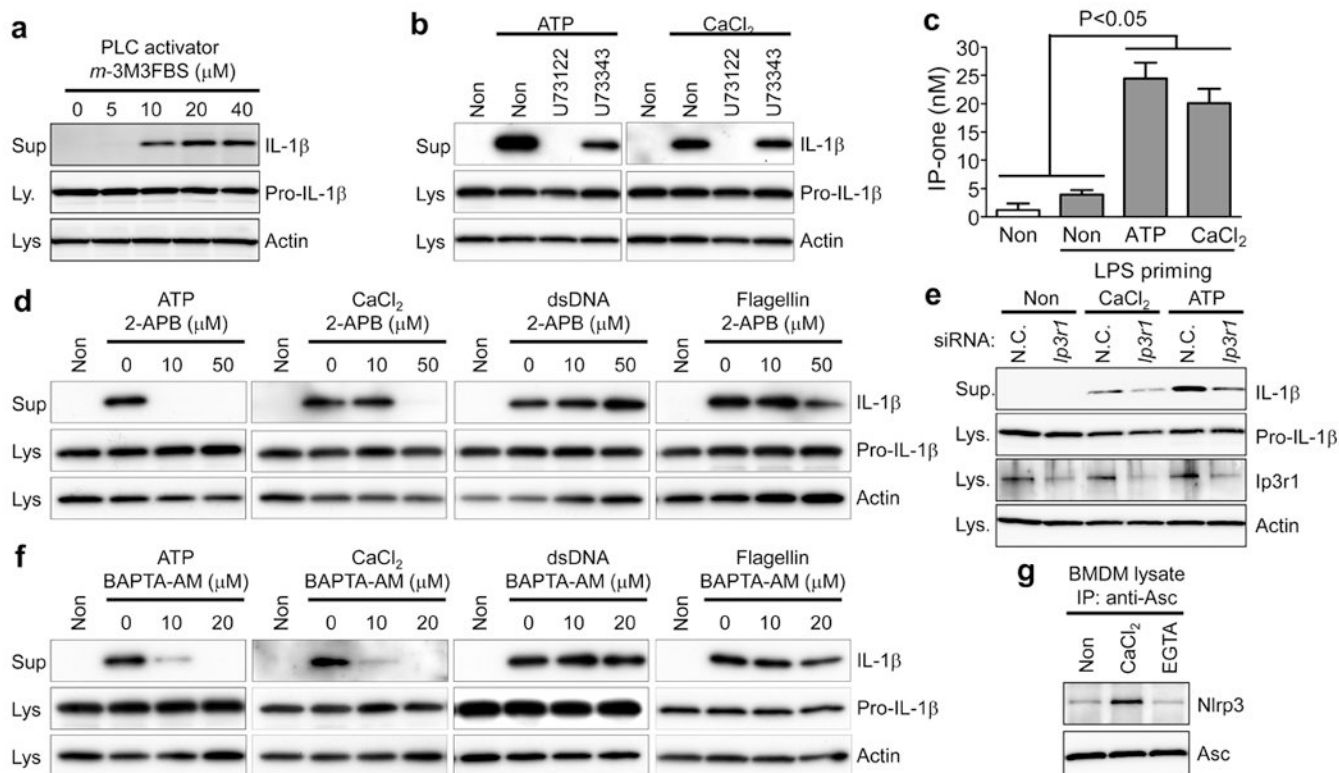 a
PLC activator
m-3M3FBS (μM)
0 5 10 20 40
Sup IL-1β
Ly. Pro-IL-1β
Lys Actin
b
ATP CaCl₂
Non Non U73122 U73343 Non Non U73122 U73343
Sup IL-1β
Lys Pro-IL-1β
Lys Actin
c
P<0.05
IP-one (nM)
30
25
20
15
10
5
0
Non Non ATP CaCl₂
LPS priming
d
ATP CaCl₂ dsDNA Flagellin
2-APB (μM) 2-APB (μM) 2-APB (μM) 2-APB (μM)
Non 0 10 50 Non 0 10 50 Non 0 10 50 Non 0 10 50
Sup IL-1β
Lys Pro-IL-1β
Lys Actin
e
Non CaCl₂ ATP
siRNA: N.C. Ip3r1 N.C. Ip3r1 N.C. Ip3r1
Sup. IL-1β
Lys. Pro-IL-1β
Lys. Ip3r1
Lys. Actin
f
ATP CaCl₂ dsDNA Flagellin
BAPTA-AM (μM) BAPTA-AM (μM) BAPTA-AM (μM) BAPTA-AM (μM)
Non 0 10 20 Non 0 10 20 Non 0 10 20 Non 0 10 20
Sup IL-1β
Lys Pro-IL-1β
Lys Actin
g
BMDM lysate
IP: anti-Asc
Non CaCl₂ EGTA
Nlrp3
Asc